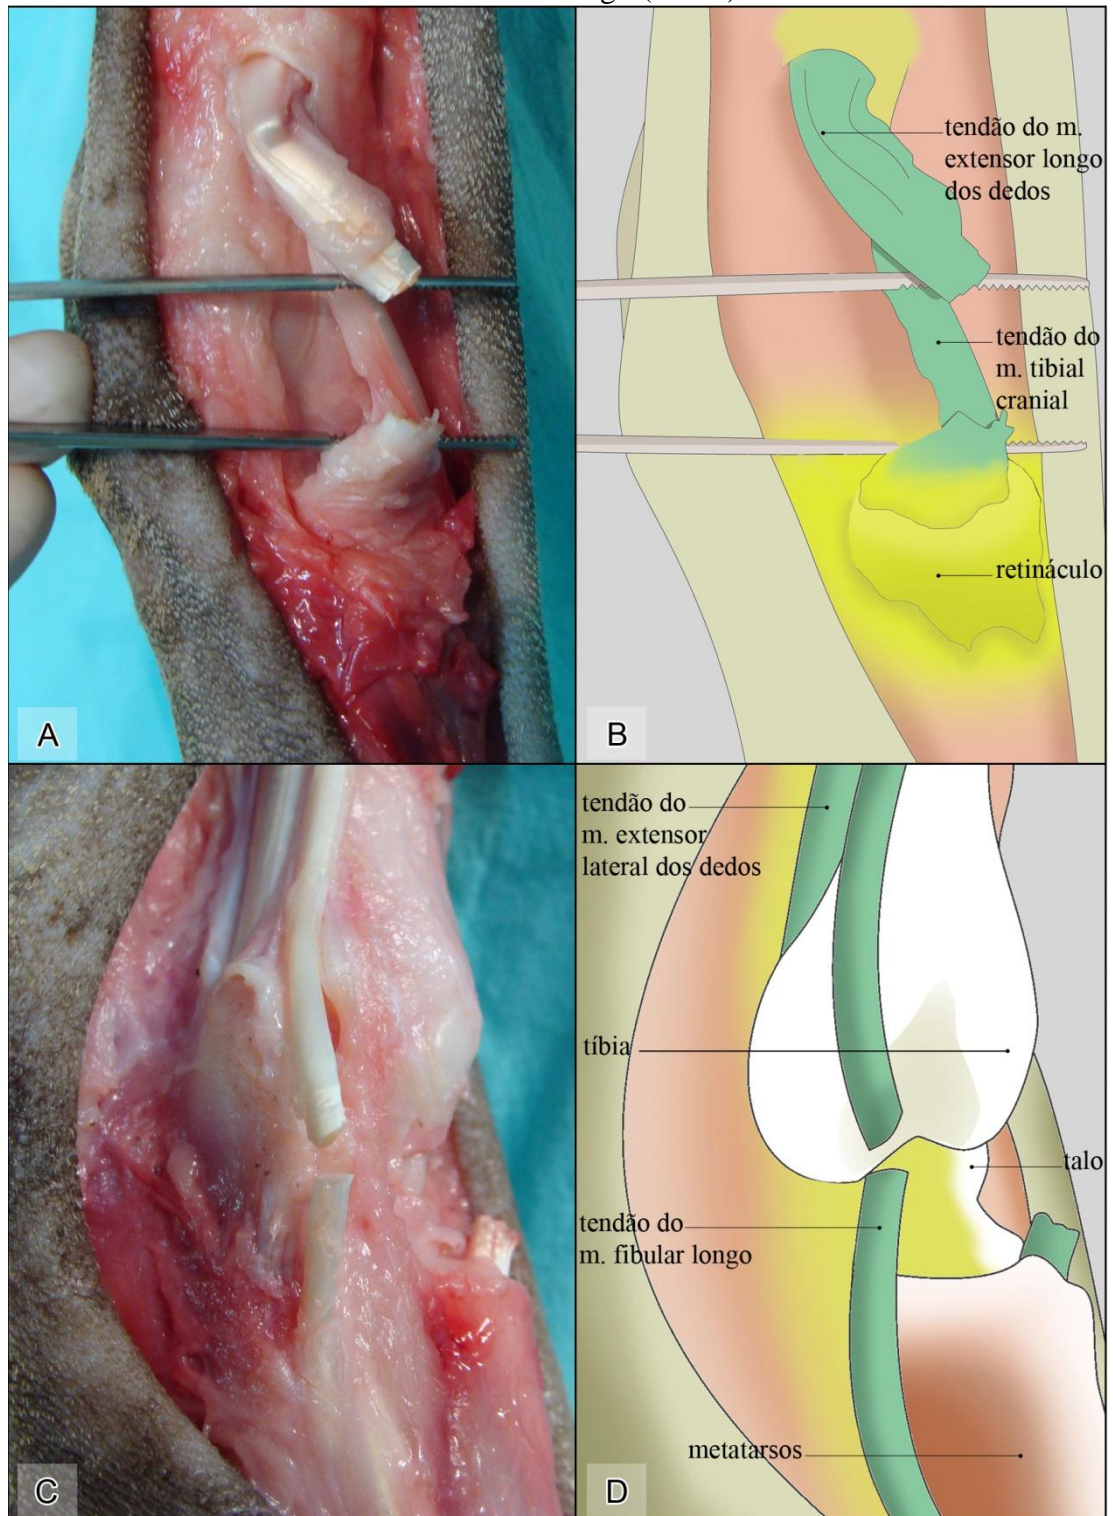 tendão do m.
extensor longo
dos dedos
tendão do
m. tibial
cranial
retináculo
A
B
tendão do
m. extensor
lateral dos dedos
tíbia
talo
tendão do
m. fibular longo
metatarsos
C
D